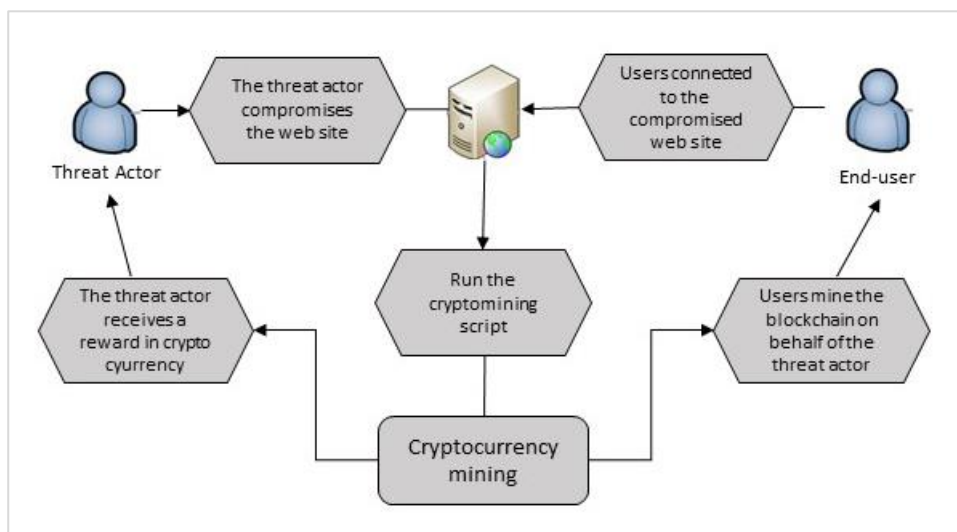 The threat actor
compromises
the web site
Users connected
to the
compromised
web site
Threat Actor
End-user
The threat actor
receives a
reward in crypto
cyurrency
Run the
cryptomining
script
Users mine the
blockchain on
behalf of the
threat actor
Cryptocurrency
mining